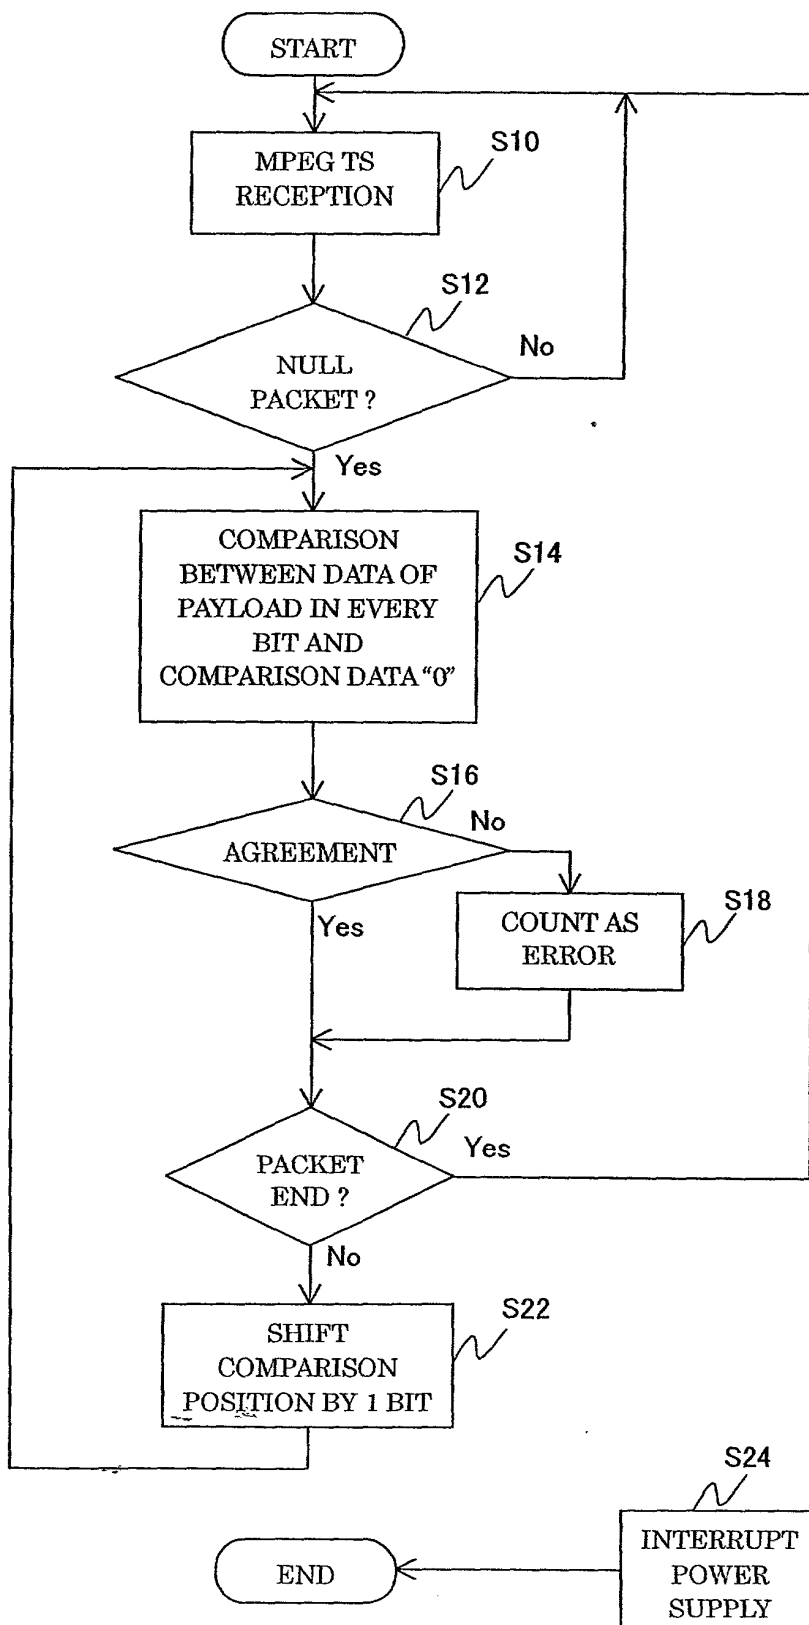 START
S10
MPEG TS
RECEPTION
S12
NULL
PACKET ?
No
Yes
COMPARISON
BETWEEN DATA OF
PAYLOAD IN EVERY
BIT AND
COMPARISON DATA “0”
S14
S16
AGREEMENT
No
Yes
COUNT AS
ERROR
S18
S20
PACKET
END ?
Yes
No
SHIFT
COMPARISON
POSITION BY 1 BIT
S22
S24
INTERRUPT
POWER
SUPPLY
END